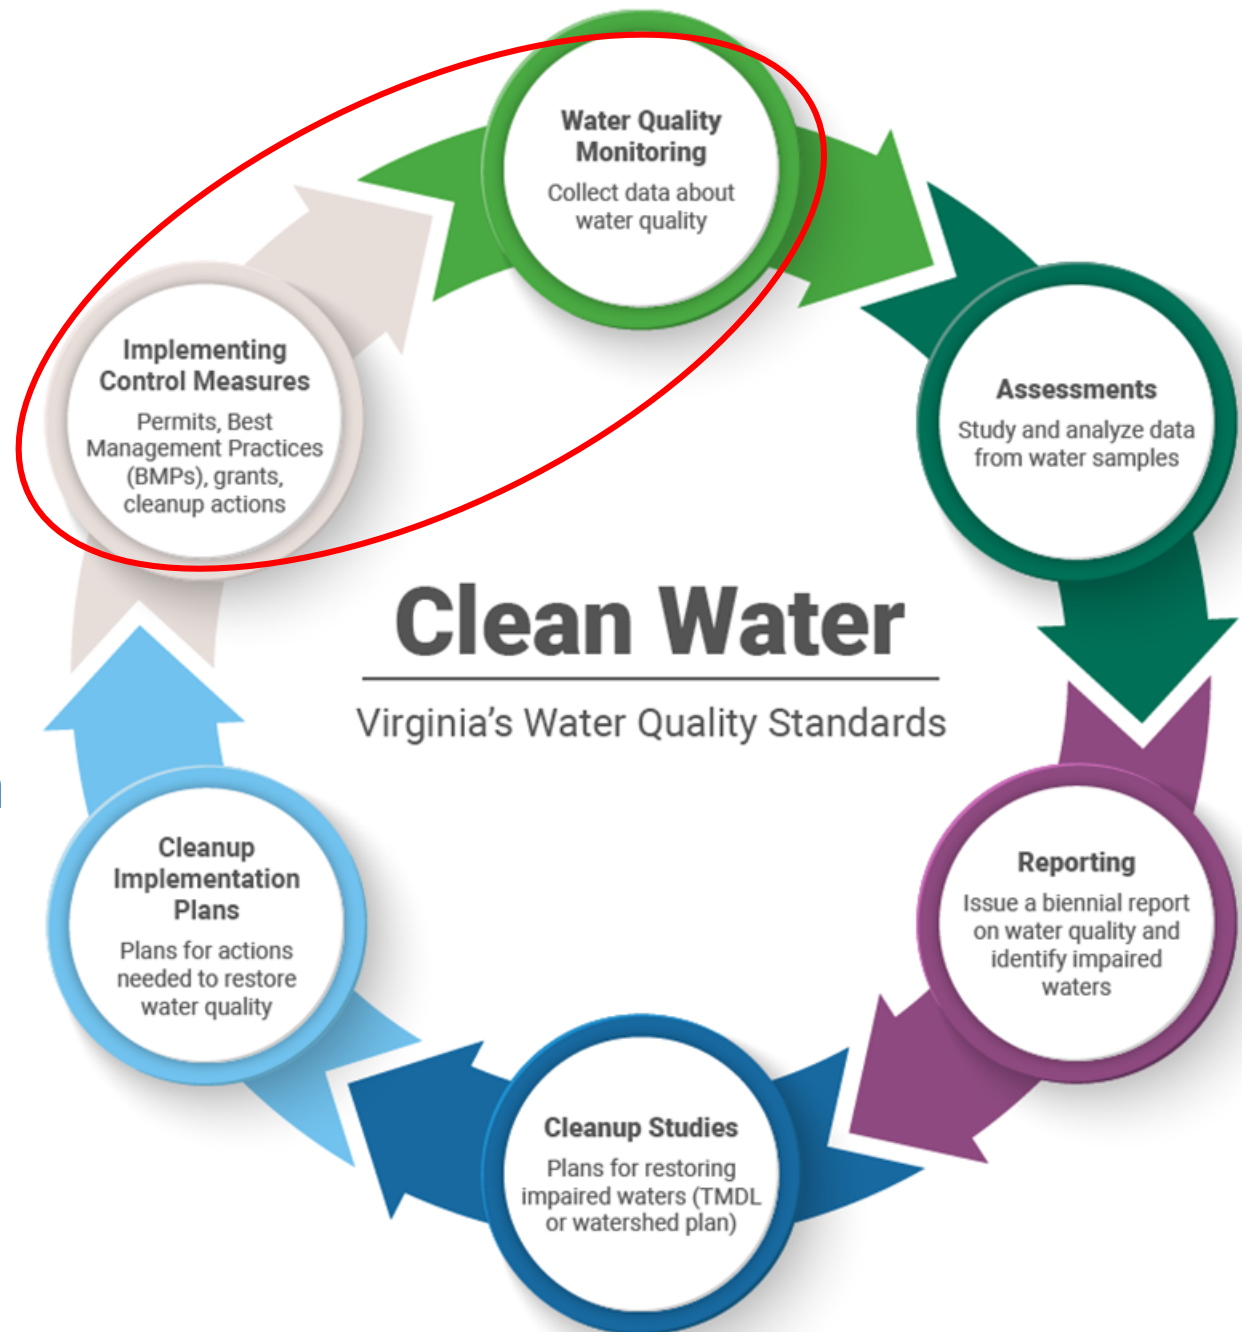 Water Quality
Monitoring
Collect data about
water quality
Assessments
Study and analyze data
from water samples
Reporting
Issue a biennial report
on water quality and
identify impaired
waters
Cleanup Studies
Plans for restoring
impaired waters (TMDL
or watershed plan)
Cleanup
Implementation
Plans
Plans for actions
needed to restore
water quality
Implementing
Control Measures
Permits, Best
Management Practices
(BMPs), grants,
cleanup actions
Clean Water
Virginia’s Water Quality Standards